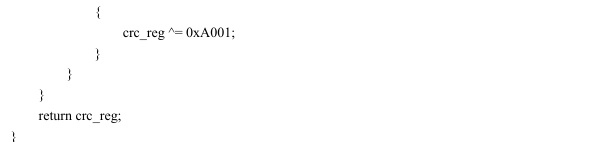 {
crc_reg ^= 0xA001;
}
}
}
return crc_reg;
}